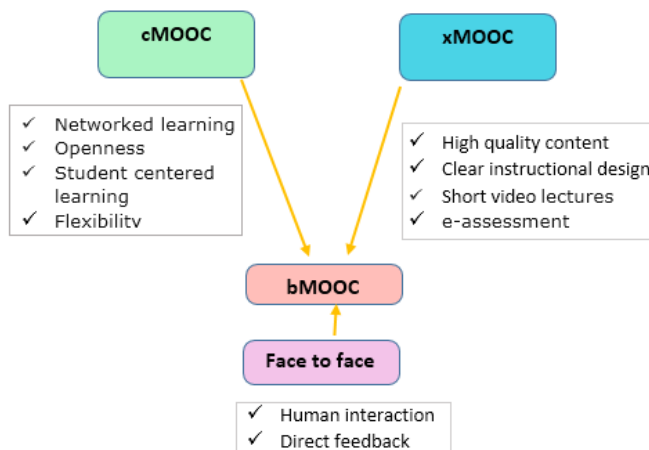 cMOOC
xMOOC
✓ Networked learning
✓ Openness
✓ Student centered
learning
✓ Flexibility
✓ High quality content
✓ Clear instructional design
✓ Short video lectures
✓ e-assessment
bMOOC
Face to face
✓ Human interaction
✓ Direct feedback